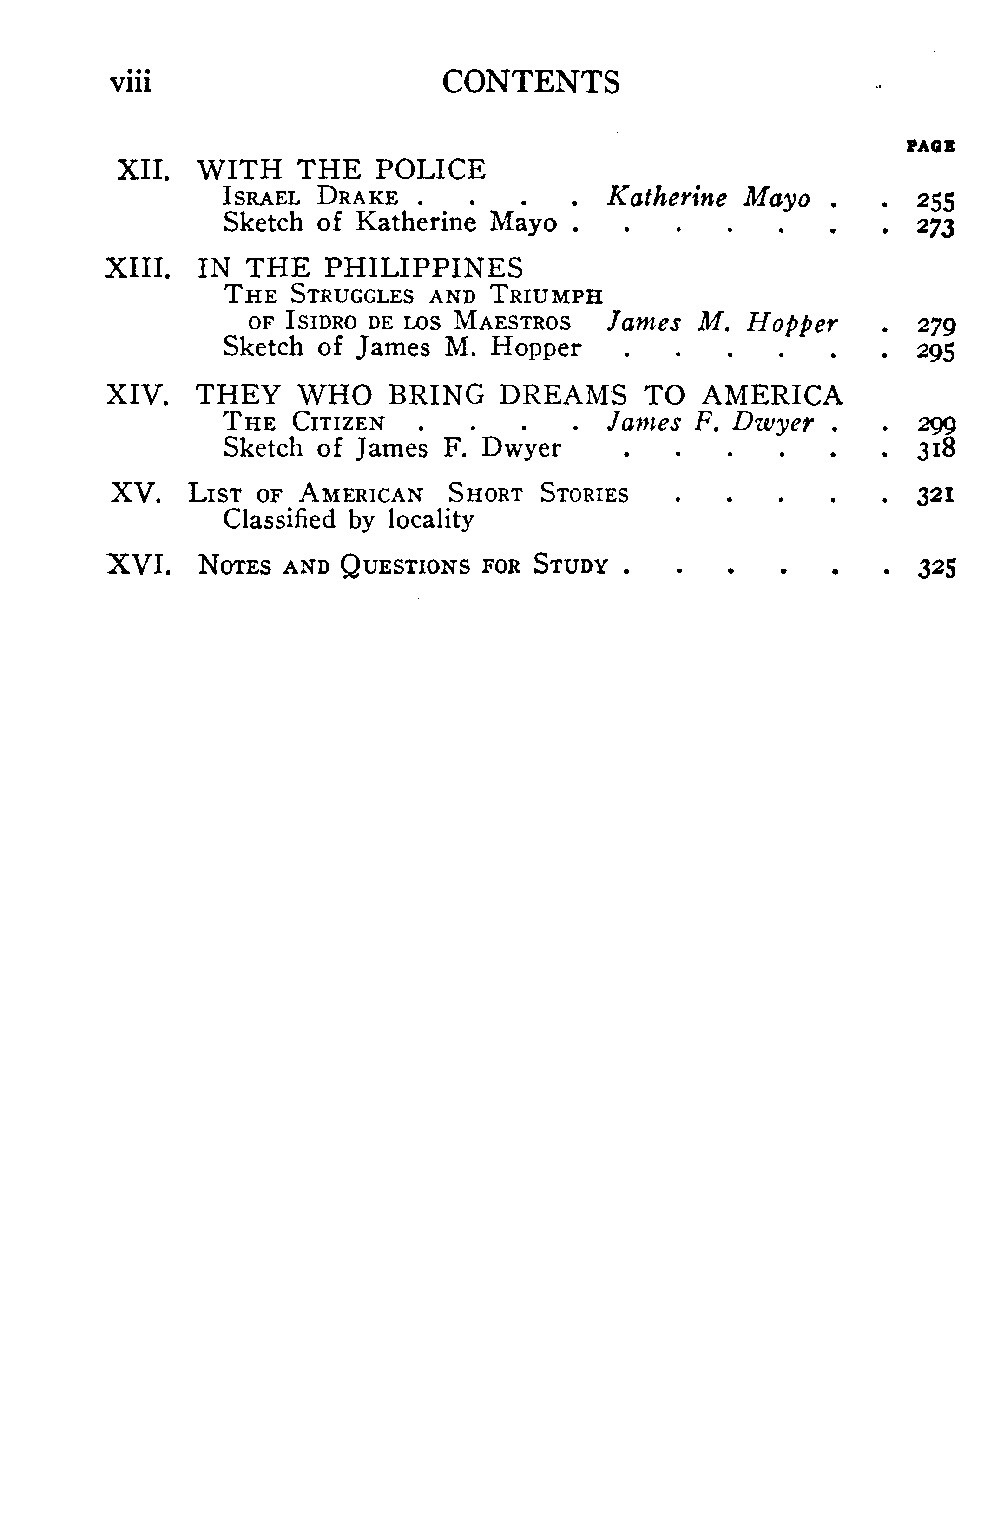 viii CONTENTS
PAGE
XII. WITH THE POLICE
ISRAEL DRAKE . . . . Katherine Mayo . . 255
Sketch of Katherine Mayo . . . . . . . 273
XIII. IN THE PHILIPPINES
THE STRUGGLES AND TRIUMPH
OF ISIDRO DE LOS MAESTROS James M. Hopper . 279
Sketch of James M. Hopper . . . . . . 295
XIV. THEY WHO BRING DREAMS TO AMERICA
THE CITIZEN . . . . James F. Dwyer . . 299
Sketch of James F. Dwyer . . . . . . 318
XV. LIST OF AMERICAN SHORT STORIES . . . . . 321
Classified by locality
XVI. NOTES AND QUESTIONS FOR STUDY . . . . . . 325